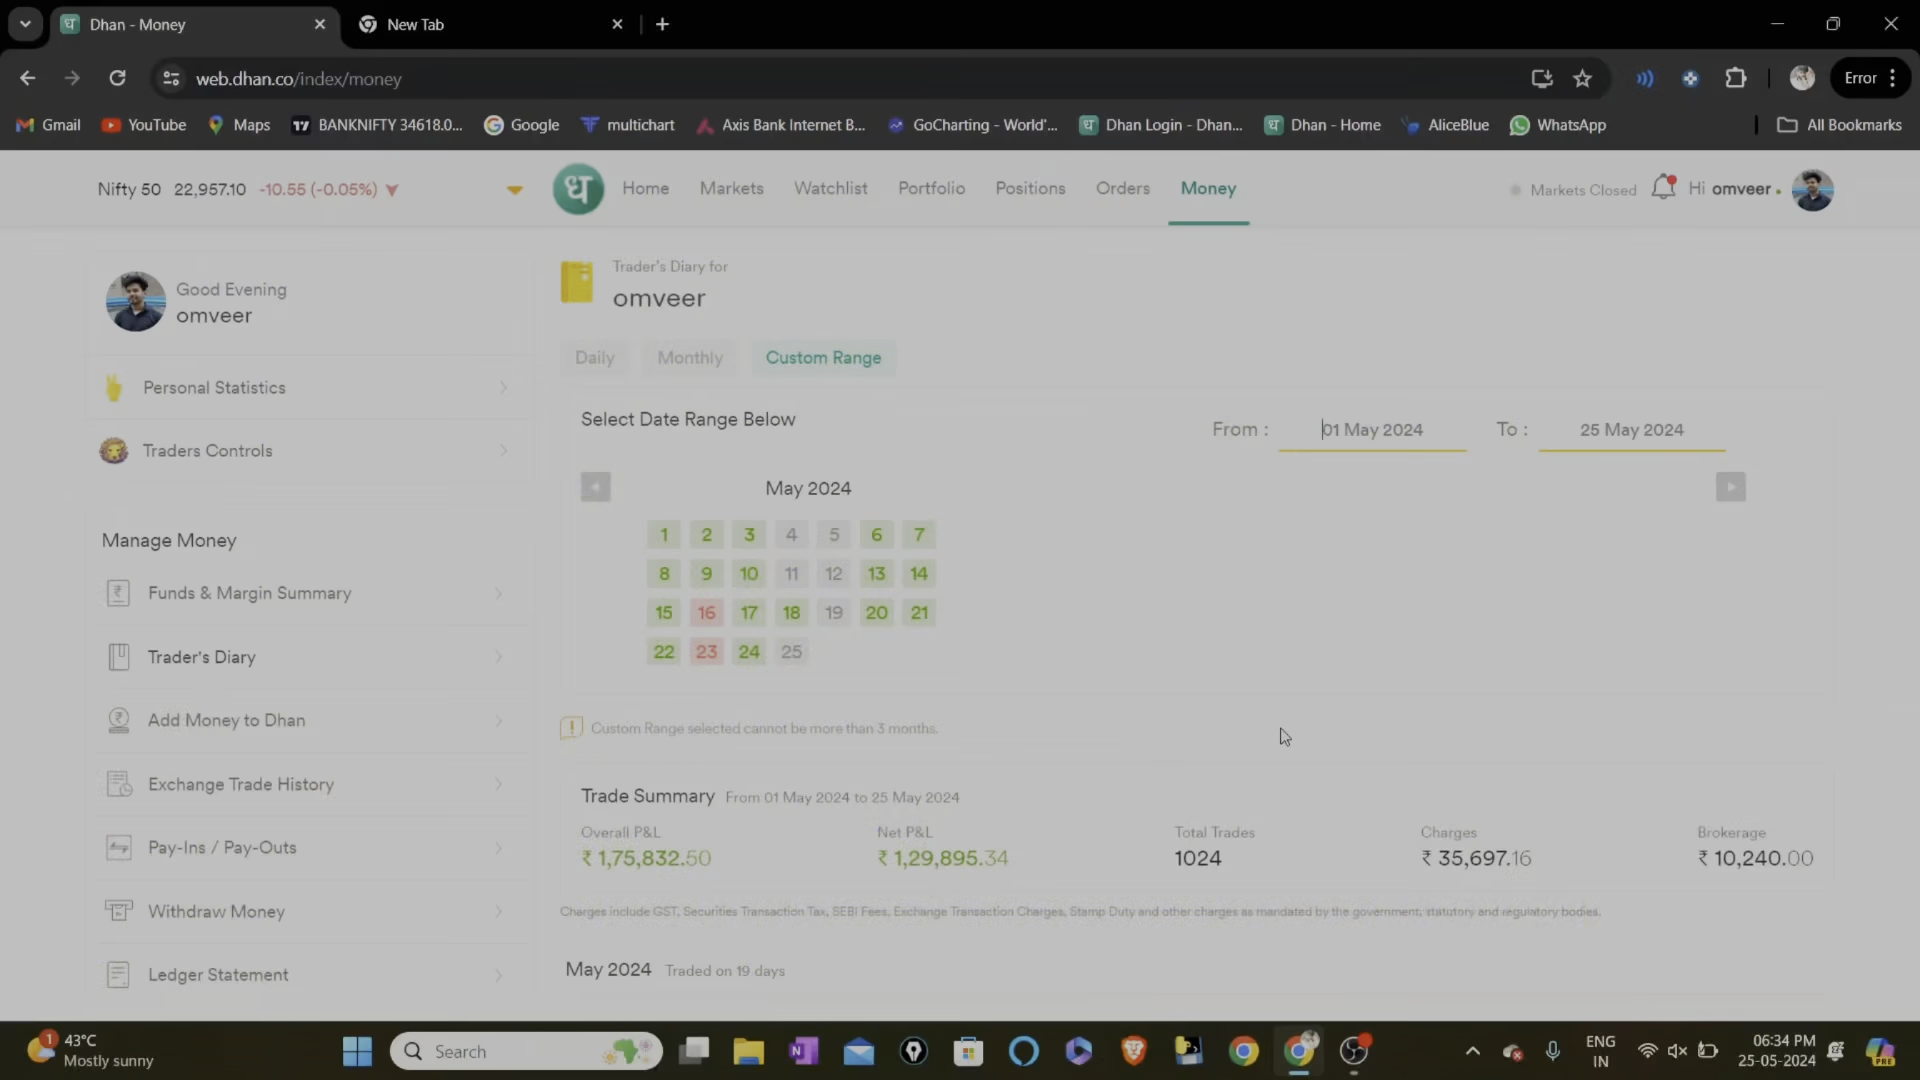 Dhan - Money
New Tab
web.dhan.co/index/money
Error
Gmail
YouTube
Maps
BANKNIFTY 34618.0...
Google
multichart
Axis Bank Internet B...
GoCharting - World'...
Dhan Login - Dhan...
Dhan - Home
AliceBlue
WhatsApp
All Bookmarks
Nifty 50 22,957.10 -10.55 (-0.05%)
ध
Home
Markets
Watchlist
Portfolio
Positions
Orders
Money
Markets Closed
Hi omveer
Good Evening
omveer
Personal Statistics
Traders Controls
Manage Money
Funds & Margin Summary
Trader's Diary
Add Money to Dhan
Exchange Trade History
Pay-Ins / Pay-Outs
Withdraw Money
Ledger Statement
Trader's Diary for
omveer
Daily
Monthly
Custom Range
Select Date Range Below
From : 01 May 2024 To : 25 May 2024
May 2024
1 2 3 4 5 6 7
8 9 10 11 12 13 14
15 16 17 18 19 20 21
22 23 24 25
Custom Range selected cannot be more than 3 months.
Trade Summary From 01 May 2024 to 25 May 2024
Overall P&L
₹ 1,75,832.50
Net P&L
₹ 1,29,895.34
Total Trades
1024
Charges
₹ 35,697.16
Brokerage
₹ 10,240.00
Charges include GST, Securities Transaction Tax, SEBI Fees, Exchange Transaction Charges, Stamp Duty and other charges as mandated by the government, statutory and regulatory bodies.
May 2024 Traded on 19 days
1
43°C
Mostly sunny
Search
ENG
IN
06:34 PM
25-05-2024
PRE